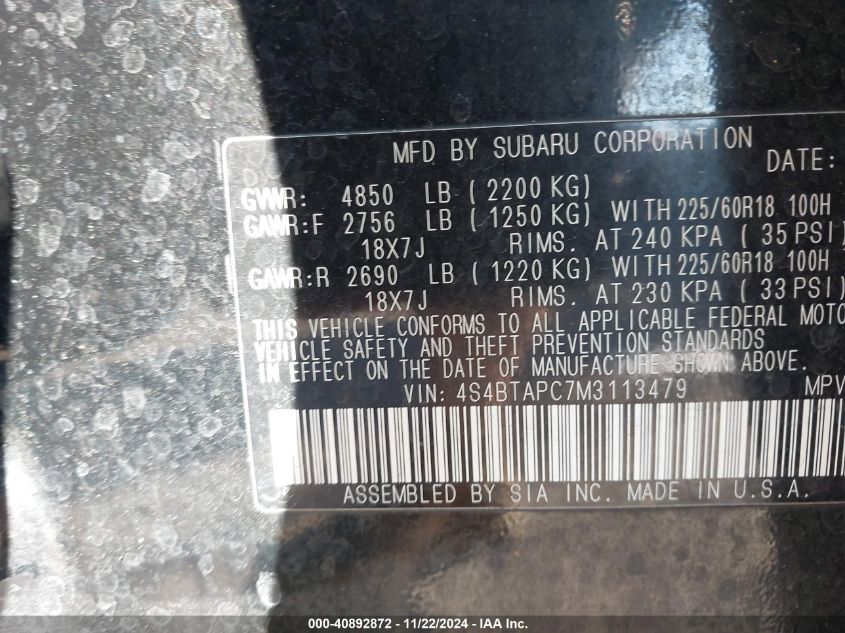 MFD BY SUBARU CORPORATION
DATE:
GVWR: 4850 LB ( 2200 KG)
GAWR:F 2756 LB ( 1250 KG) WITH 225/60R18 100H
18X7J RIMS. AT 240 KPA ( 35 PSI)
GAWR:R 2690 LB ( 1220 KG) WITH 225/60R18 100H
18X7J RIMS. AT 230 KPA ( 33 PSI)
THIS VEHICLE CONFORMS TO ALL APPLICABLE FEDERAL MOTO
VEHICLE SAFETY AND THEFT PREVENTION STANDARDS
IN EFFECT ON THE DATE OF MANUFACTURE SHOWN ABOVE.
VIN: 4S4BTAPC7M3113479 MPV
ASSEMBLED BY SIA INC. MADE IN U.S.A.
000-40892872 - 11/22/2024 - IAA Inc.